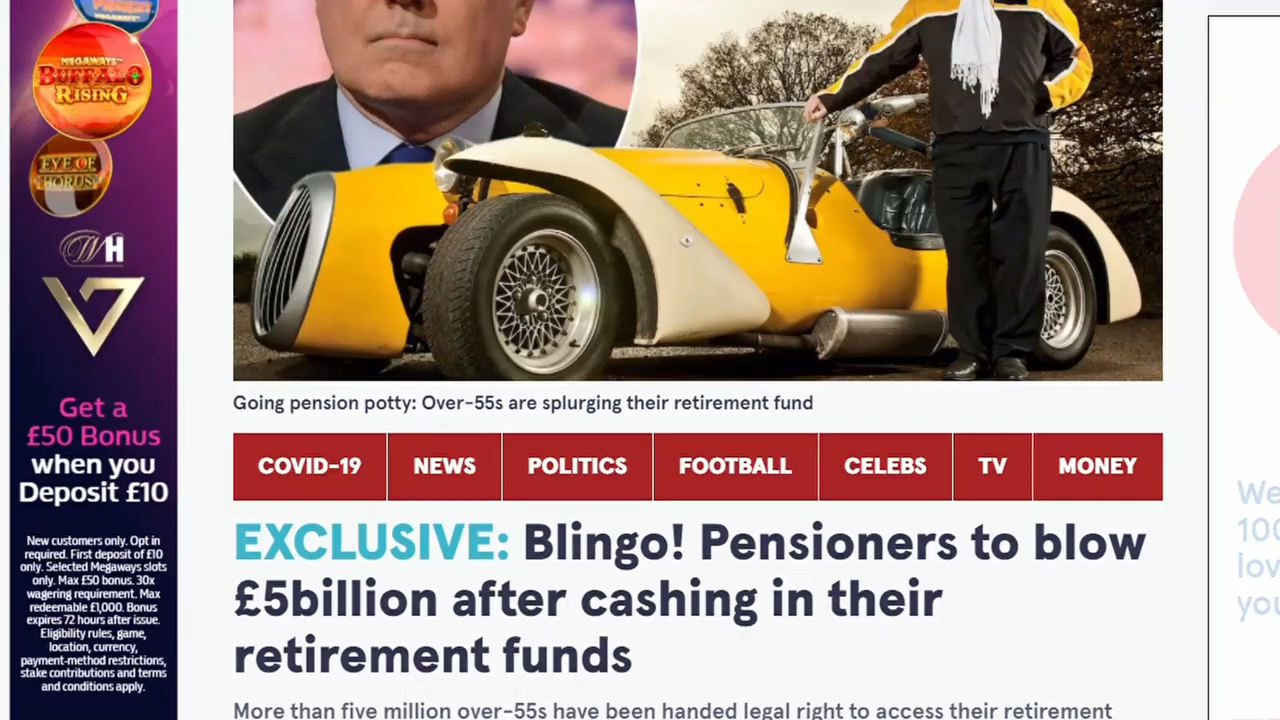 MEGAWAYS
BUFFALO
RISING
EYE OF
HORUS
WH
Get a
£50 Bonus
when you
Deposit £10
New customers only. Opt in
required. First deposit of £10
only. Selected Megaways slots
only. Max £50 bonus. 30x
wagering requirement. Max
redeemable £1,000. Bonus
expires 72 hours after issue.
Eligibility rules, game,
location, currency,
payment-method restrictions,
stake contributions and terms
and conditions apply.
Going pension potty: Over-55s are splurging their retirement fund
COVID-19 NEWS POLITICS FOOTBALL CELEBS TV MONEY
EXCLUSIVE: Blingo! Pensioners to blow
£5billion after cashing in their
retirement funds
More than five million over-55s have been handed legal right to access their retirement
We
100
lov
you